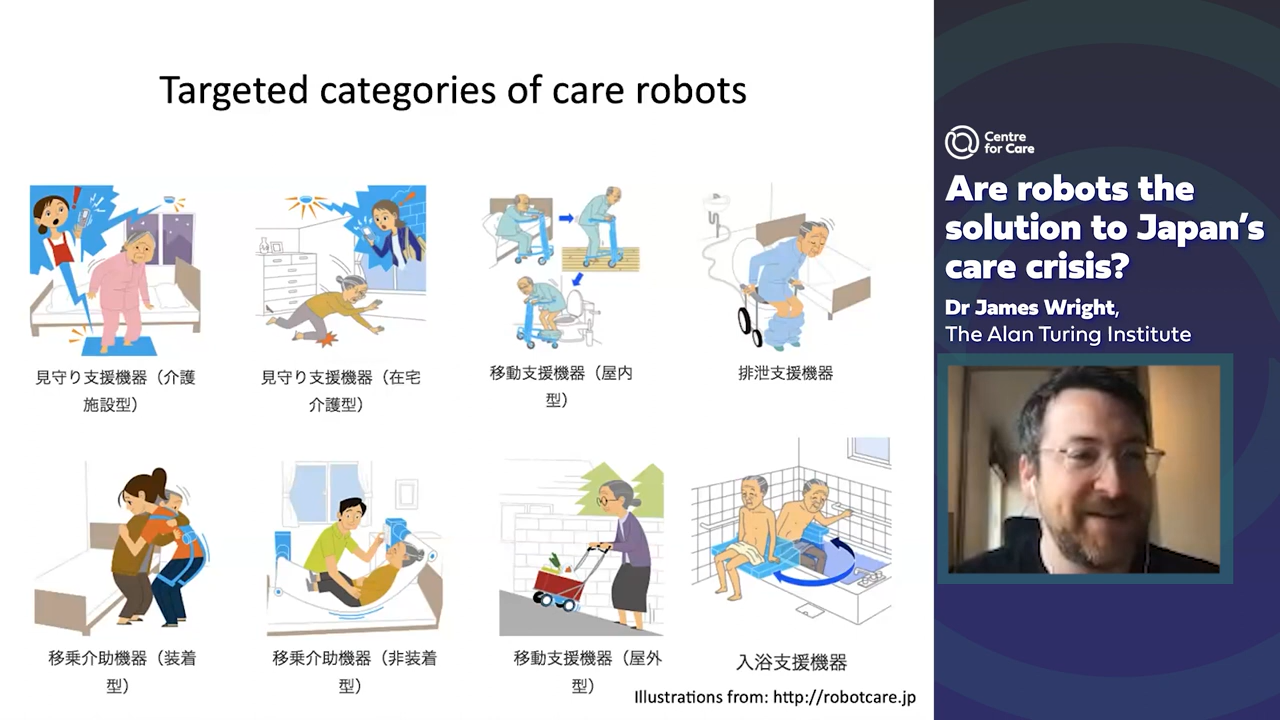 Targeted categories of care robots
見守り支援機器（介護
施設型）
見守り支援機器（在宅
介護型）
移動支援機器（屋内
型）
排泄支援機器
移乗介助機器（装着
型）
移乗介助機器（非装着
型）
移動支援機器（屋外
型）
入浴支援機器
Illustrations from: http://robotcare.jp
Centre
for Care
Are robots the
solution to Japan’s
care crisis?
Dr James Wright,
The Alan Turing Institute